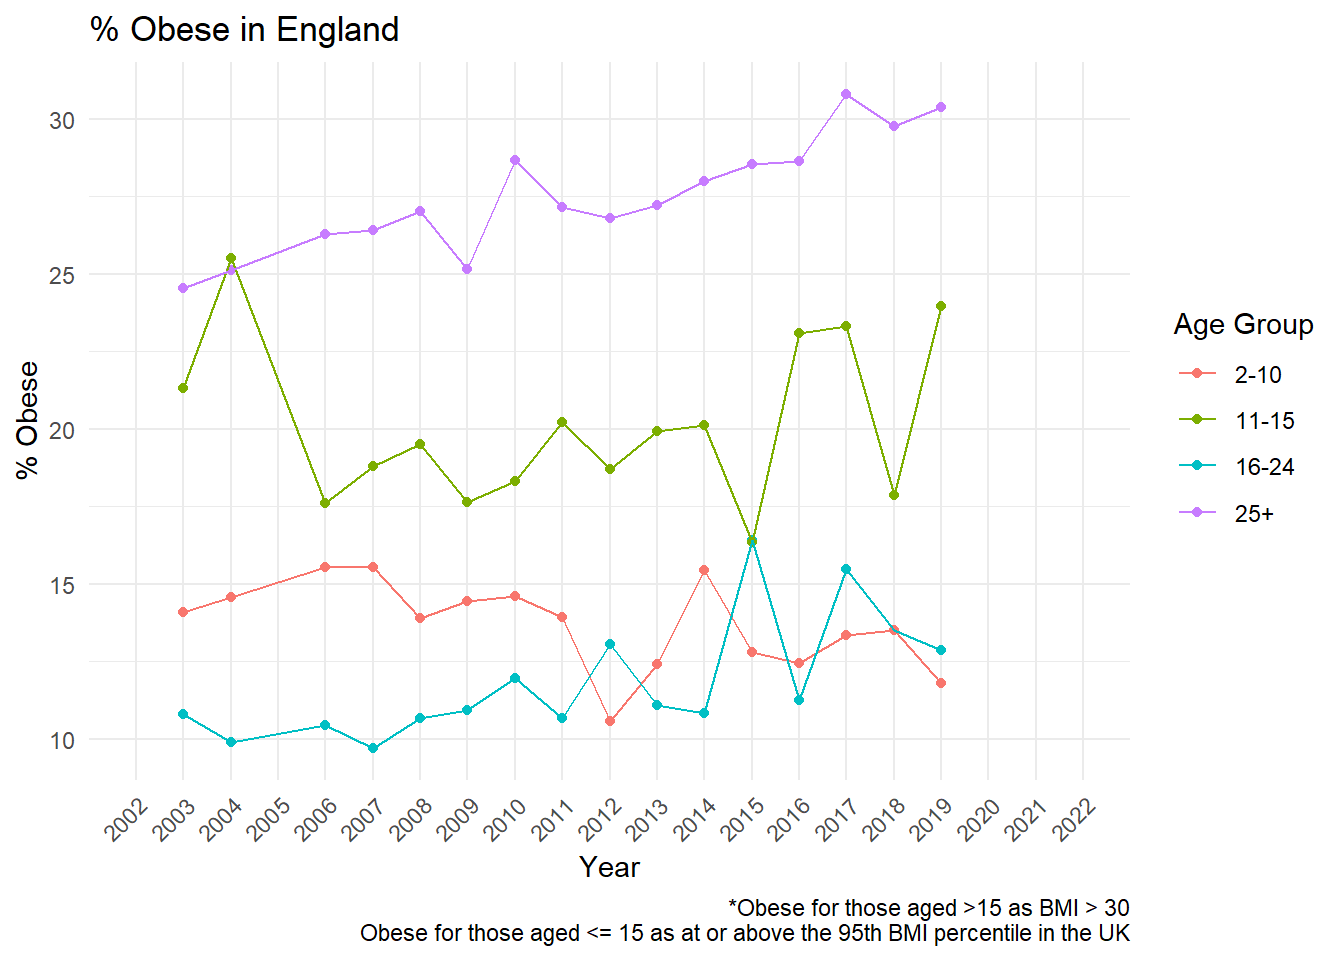 % Obese in England
30
25
20
15
10
% Obese
2002 2003 2004 2005 2006 2007 2008 2009 2010 2011 2012 2013 2014 2015 2016 2017 2018 2019 2020 2021 2022
Year
Age Group
2-10
11-15
16-24
25+
*Obese for those aged >15 as BMI > 30
Obese for those aged <= 15 as at or above the 95th BMI percentile in the UK